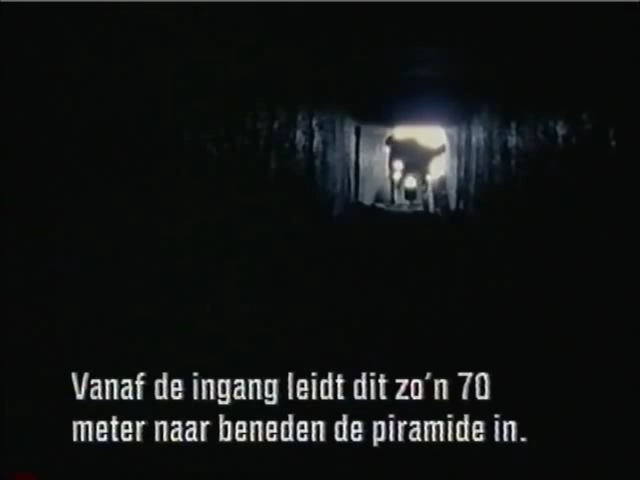 Vanaf de ingang leidt dit zo'n 70
meter naar beneden de piramide in.